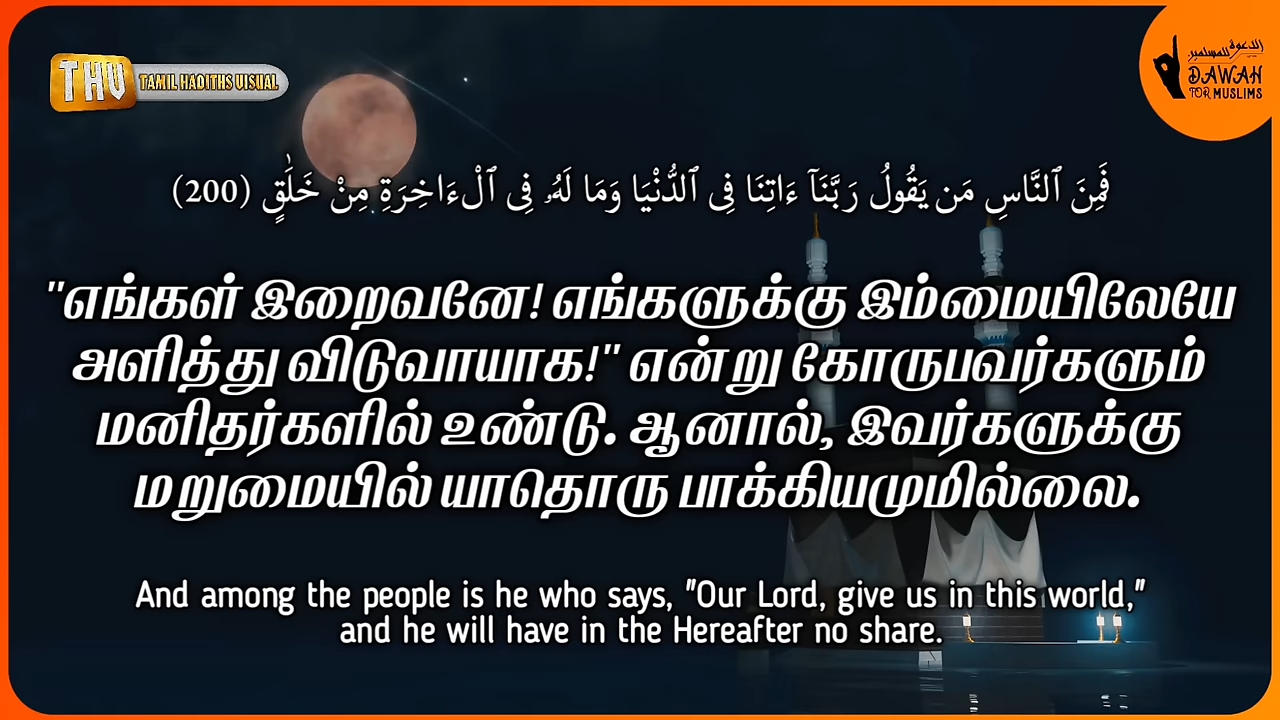 THV TAMIL HADITHS VISUAL
الدعوة للمسلمين
DAWAH
FOR MUSLIMS
فَمِنَ ٱلنَّاسِ مَن يَقُولُ رَبَّنَآ ءَاتِنَا فِى ٱلدُّنْيَا وَمَا لَهُۥ فِى ٱلْءَاخِرَةِ مِنْ خَلَٰقٍ (200)
"எங்கள் இறைவனே! எங்களுக்கு இம்மையிலேயே
அளித்து விடுவாயாக!" என்று கோருபவர்களும்
மனிதர்களில் உண்டு. ஆனால், இவர்களுக்கு
மறுமையில் யாதொரு பாக்கியமுமில்லை.
And among the people is he who says, "Our Lord, give us in this world,"
and he will have in the Hereafter no share.